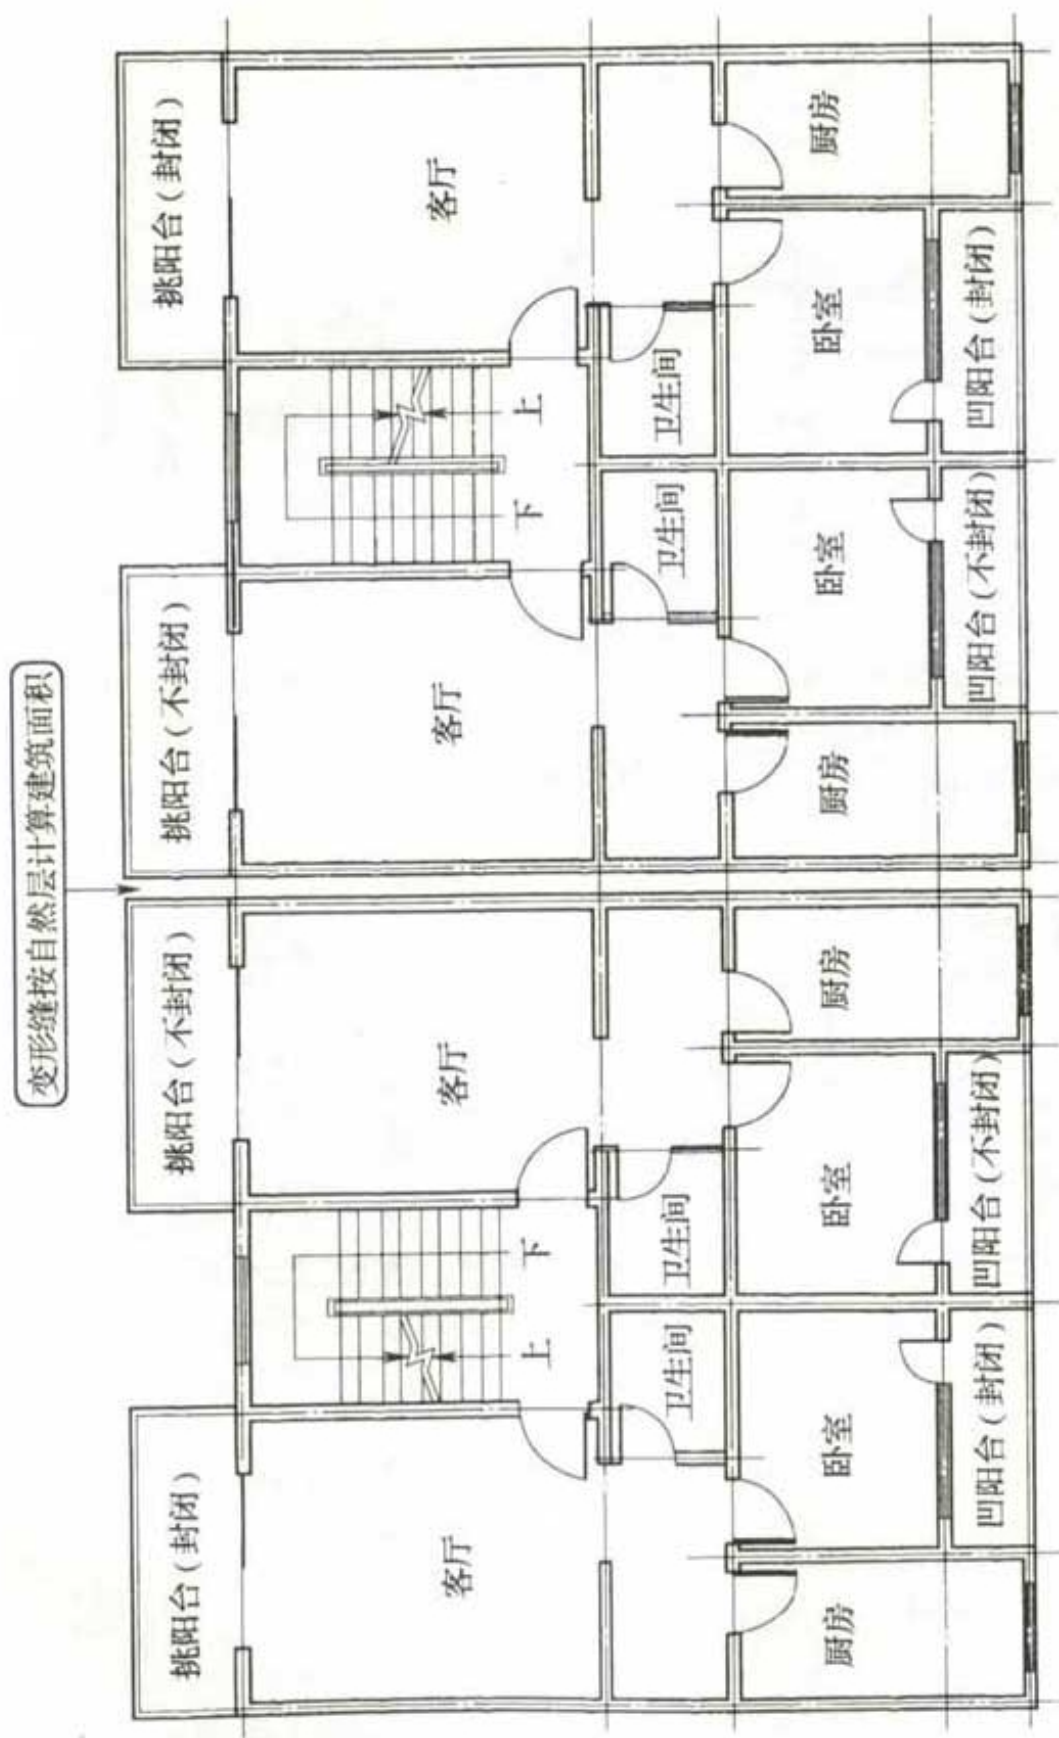 变形缝按自然层计算建筑面积
挑阳台(封闭)
挑阳台(不封闭)
挑阳台(不封闭)
挑阳台(封闭)
客厅
客厅
客厅
客厅
上
下
下
上
卫生间
卫生间
卫生间
卫生间
厨房
卧室
卧室
厨房
厨房
卧室
卧室
厨房
凹阳台(封闭)
凹阳台(不封闭)
凹阳台(不封闭)
凹阳台(封闭)